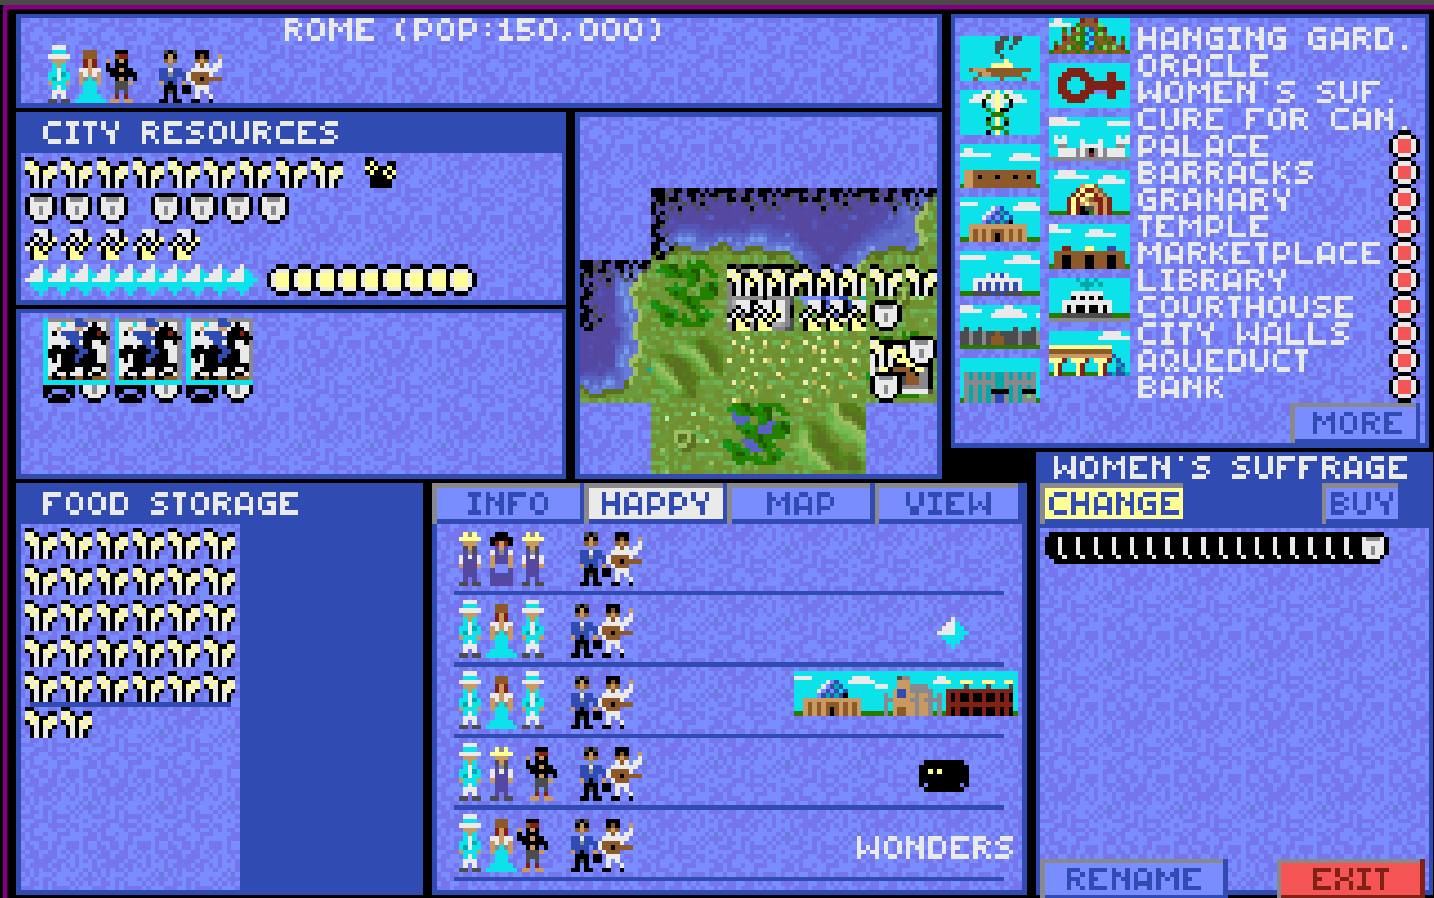 ROME (POP:150,000)
CITY RESOURCES
HANGING GARD.
ORACLE
WOMEN'S SUF.
CURE FOR CAN.
PALACE
BARRACKS
GRANARY
TEMPLE
MARKETPLACE
LIBRARY
COURTHOUSE
CITY WALLS
AQUEDUCT
BANK
MORE
FOOD STORAGE
INFO HAPPY MAP VIEW
WONDERS
WOMEN'S SUFFRAGE
CHANGE BUY
RENAME EXIT